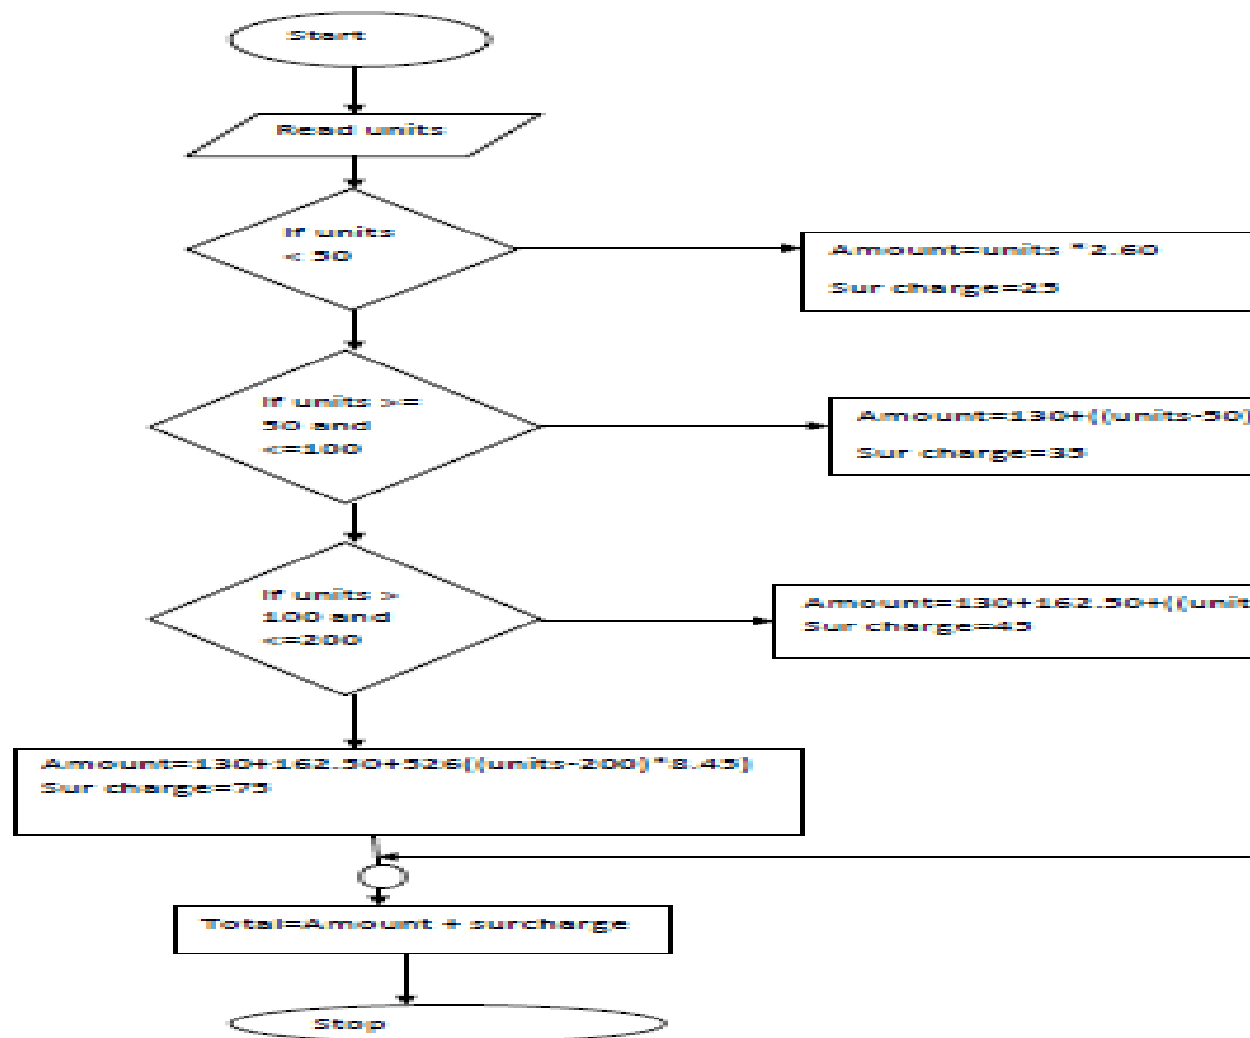 Start
Read units
If units
< 50
Amount=units *2.60
Sur charge=25
If units >=
50 and
<=100
Amount=130+((units-50)
Sur charge=35
If units >
100 and
<=200
Amount=130+162.50+((unit
Sur charge=45
Amount=130+162.50+526((units-200)*8.45)
Sur charge=75
Total=Amount + surcharge
Stop